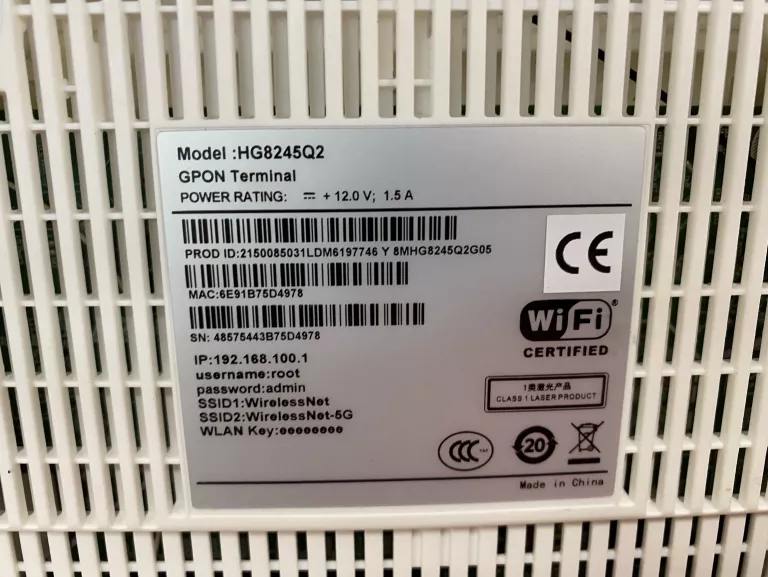 Model :HG8245Q2
GPON Terminal
POWER RATING: ⎓ + 12.0 V; 1.5 A
PROD ID:2150085031LDM6197746 Y 8MHG8245Q2G05
MAC:6E91B75D4978
SN: 48575443B75D4978
CE
WiFi®
CERTIFIED
IP:192.168.100.1
username:root
password:admin
SSID1:WirelessNet
SSID2:WirelessNet-5G
WLAN Key:eeeeeeee
1类激光产品
CLASS 1 LASER PRODUCT
CCC
20
Made in China